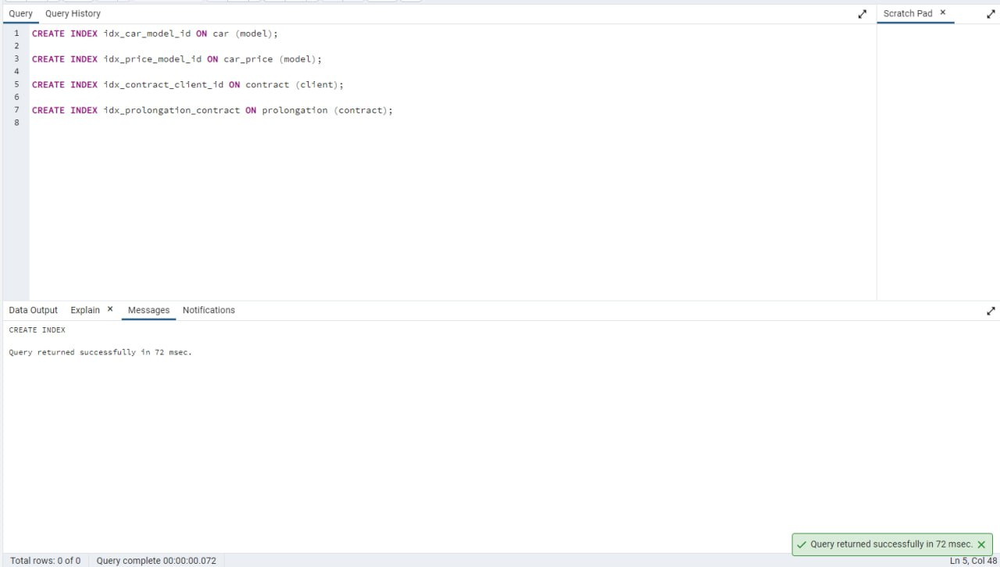 Query Query History Scratch Pad ×
1 CREATE INDEX idx_car_model_id ON car (model);
2
3 CREATE INDEX idx_price_model_id ON car_price (model);
4
5 CREATE INDEX idx_contract_client_id ON contract (client);
6
7 CREATE INDEX idx_prolongation_contract ON prolongation (contract);
8
Data Output Explain × Messages Notifications
CREATE INDEX
Query returned successfully in 72 msec.
Query returned successfully in 72 msec.
Total rows: 0 of 0 Query complete 00:00:00.072 Ln 5, Col 48